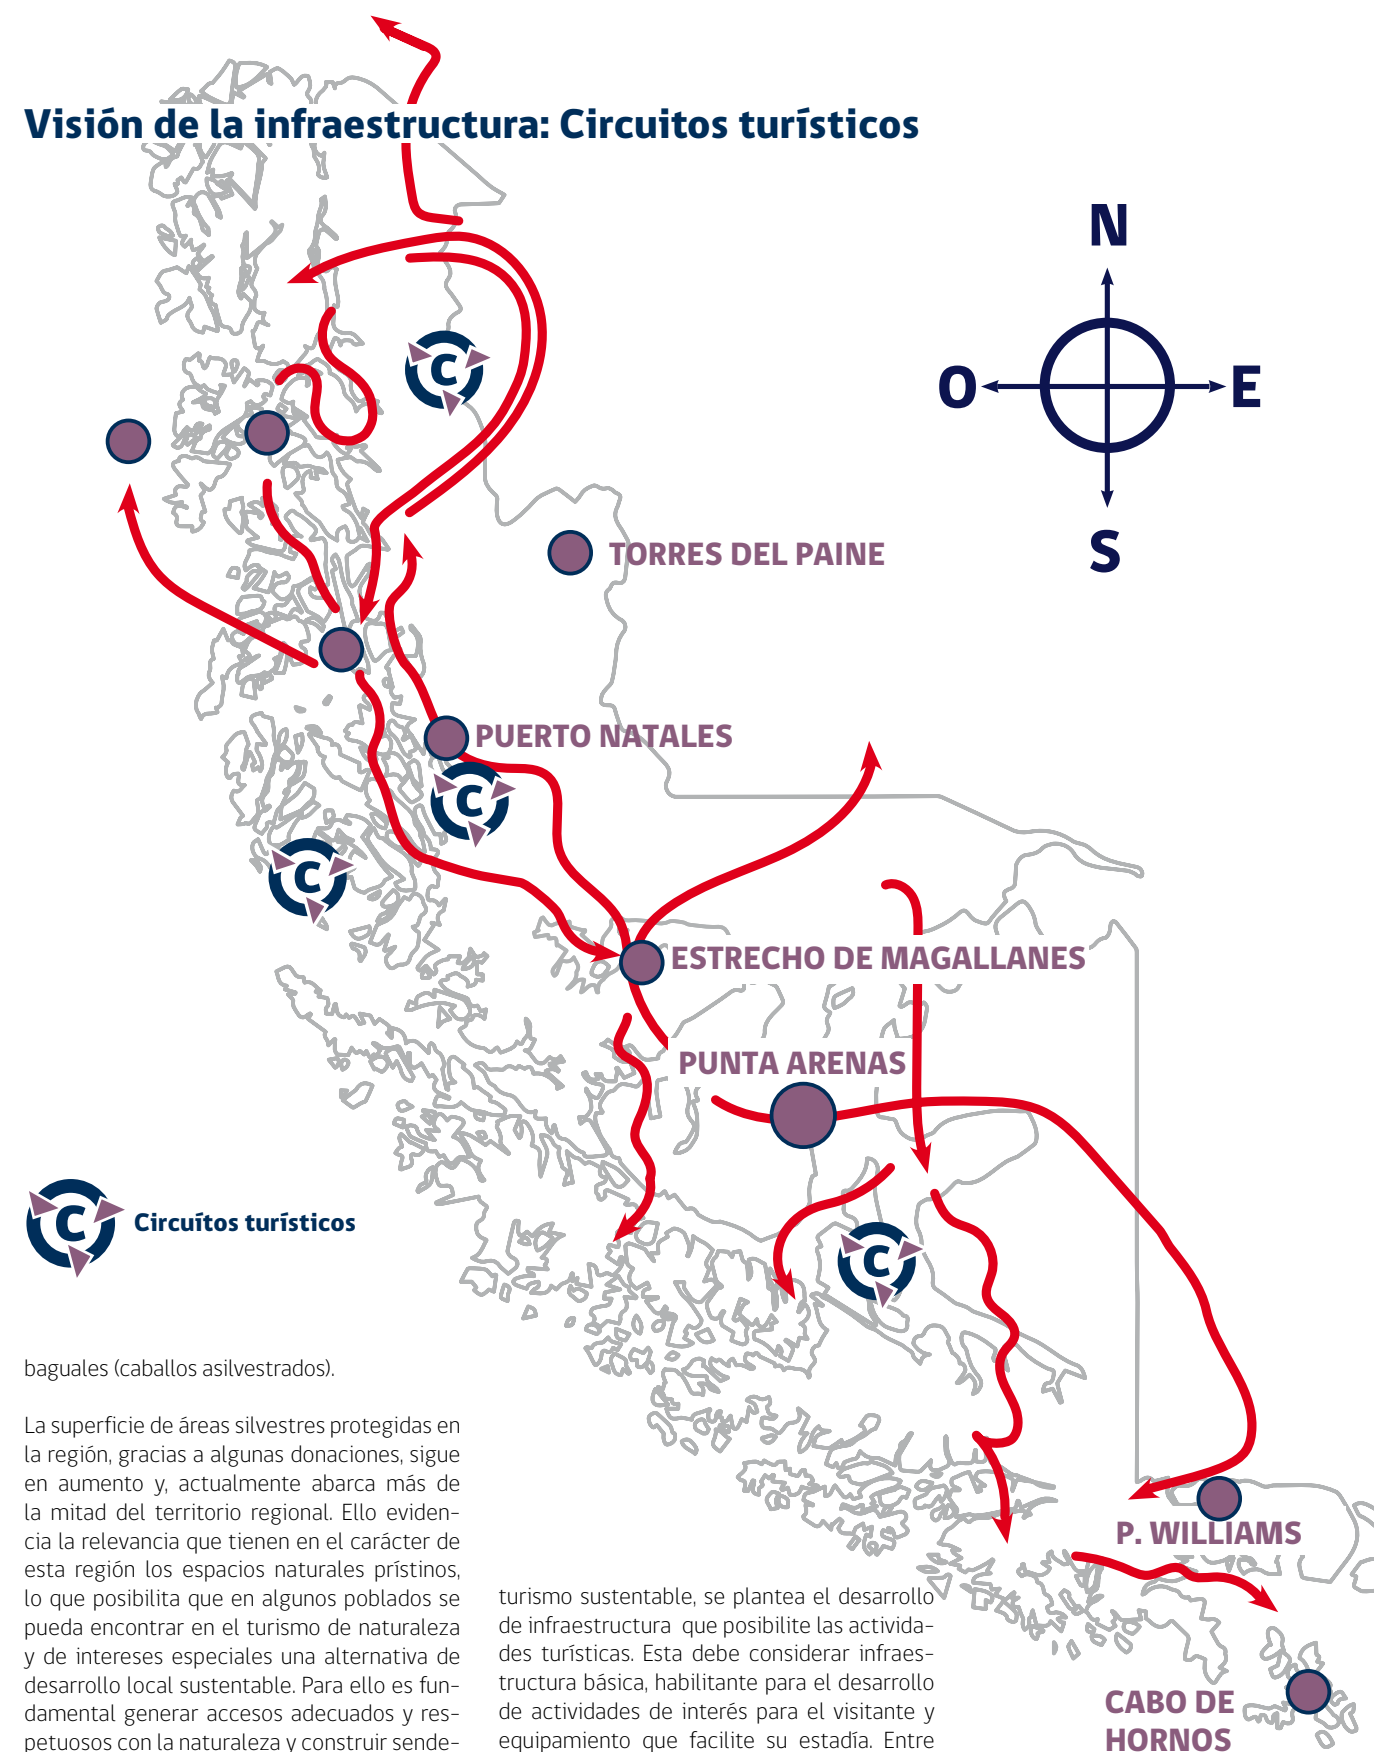 Visión de la infraestructura: Circuitos turísticos
N
O
E
S
C
TORRES DEL PAINE
PUERTO NATALES
C
C
ESTRECHO DE MAGALLANES
PUNTA ARENAS
C
C Circuítos turísticos
P. WILLIAMS
CABO DE
HORNOS
baguales (caballos asilvestrados).
La superficie de áreas silvestres protegidas en
la región, gracias a algunas donaciones, sigue
en aumento y, actualmente abarca más de
la mitad del territorio regional. Ello eviden-
cia la relevancia que tienen en el carácter de
esta región los espacios naturales prístinos,
lo que posibilita que en algunos poblados se
pueda encontrar en el turismo de naturaleza
y de intereses especiales una alternativa de
desarrollo local sustentable. Para ello es fun-
damental generar accesos adecuados y res-
petuosos con la naturaleza y construir sende-
turismo sustentable, se plantea el desarrollo
de infraestructura que posibilite las activida-
des turísticas. Esta debe considerar infraes-
tructura básica, habilitante para el desarrollo
de actividades de interés para el visitante y
equipamiento que facilite su estadía. Entre